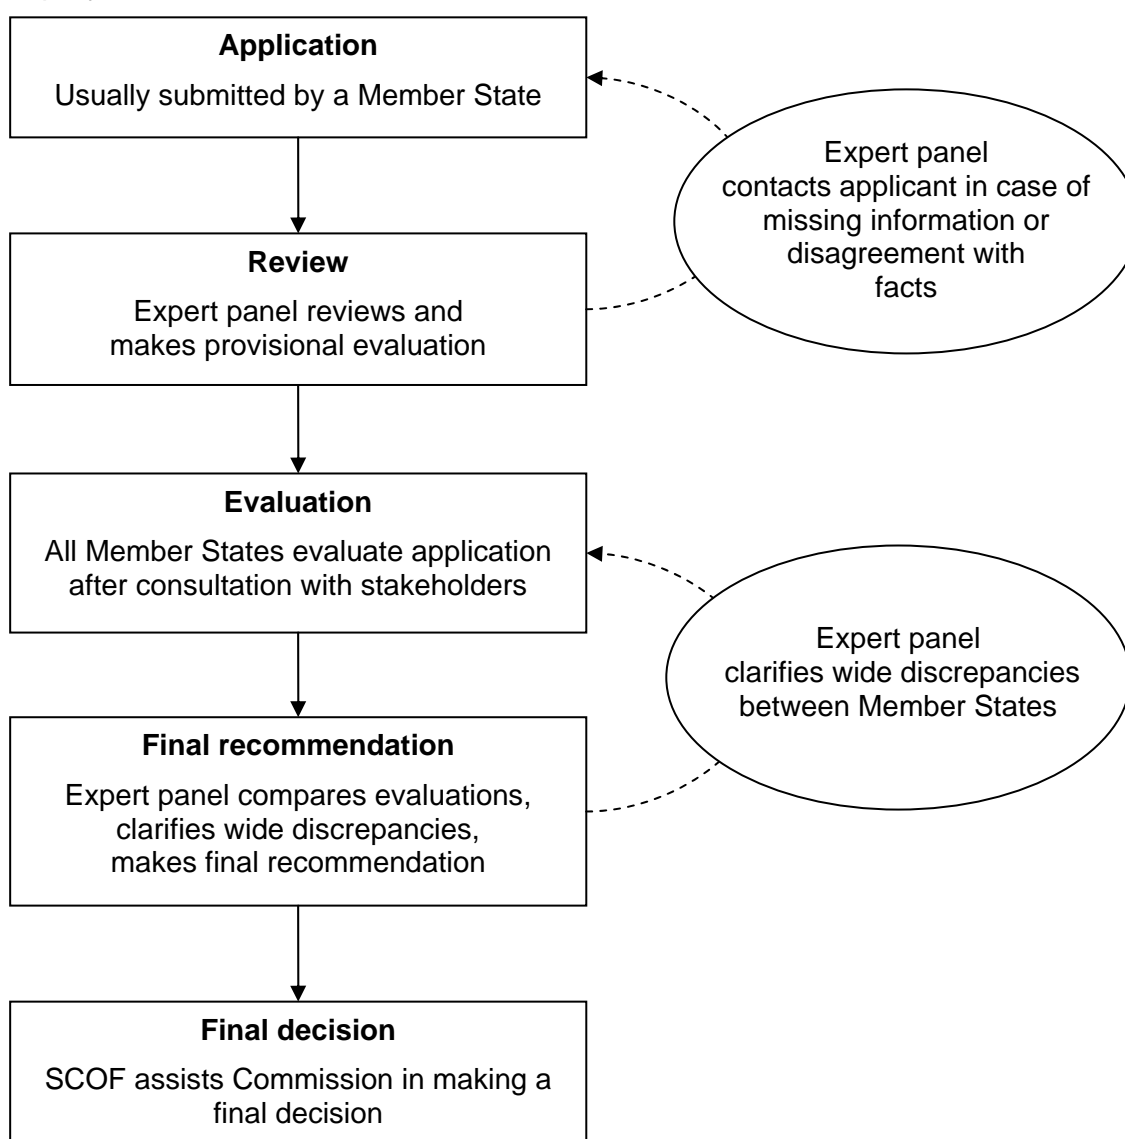 Application
Usually submitted by a Member State
Expert panel
contacts applicant in case of
missing information or
disagreement with
facts
Review
Expert panel reviews and
makes provisional evaluation
Evaluation
All Member States evaluate application
after consultation with stakeholders
Expert panel
clarifies wide discrepancies
between Member States
Final recommendation
Expert panel compares evaluations,
clarifies wide discrepancies,
makes final recommendation
Final decision
SCOF assists Commission in making a
final decision